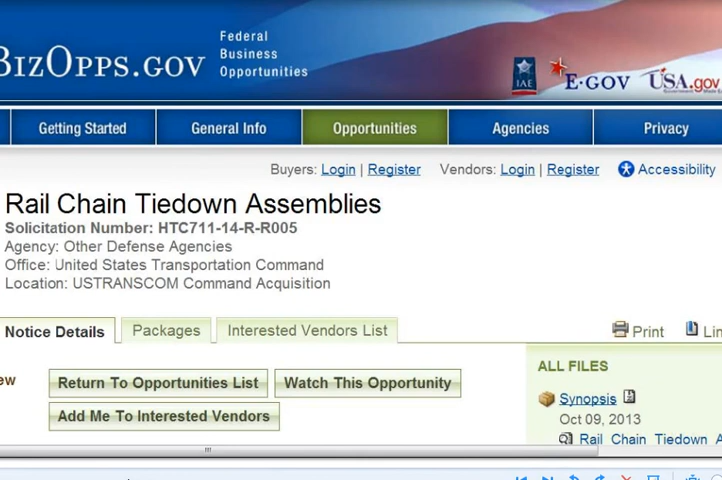 BizOpps.gov
Federal
Business
Opportunities
IAE
E-GOV
USA.gov
Getting Started
General Info
Opportunities
Agencies
Privacy
Buyers: Login | Register Vendors: Login | Register Accessibility
Rail Chain Tiedown Assemblies
Solicitation Number: HTC711-14-R-R005
Agency: Other Defense Agencies
Office: United States Transportation Command
Location: USTRANSCOM Command Acquisition
Notice Details
Packages
Interested Vendors List
Print
Lin
ew
Return To Opportunities List
Watch This Opportunity
Add Me To Interested Vendors
ALL FILES
Synopsis
Oct 09, 2013
Rail Chain Tiedown A